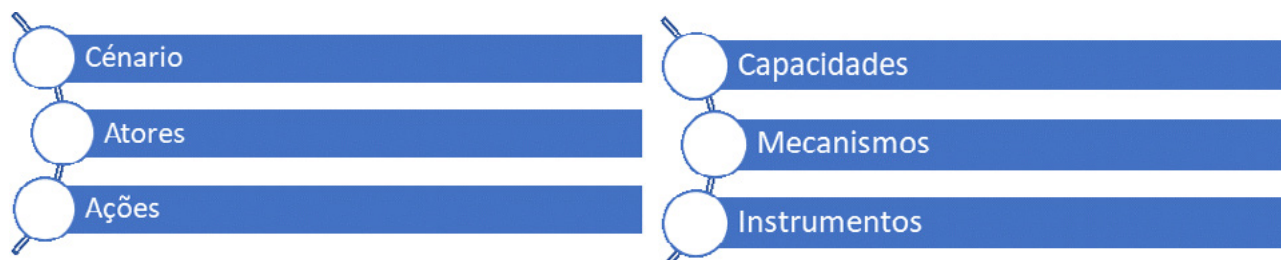 Cénario
Atores
Ações
Capacidades
Mecanismos
Instrumentos